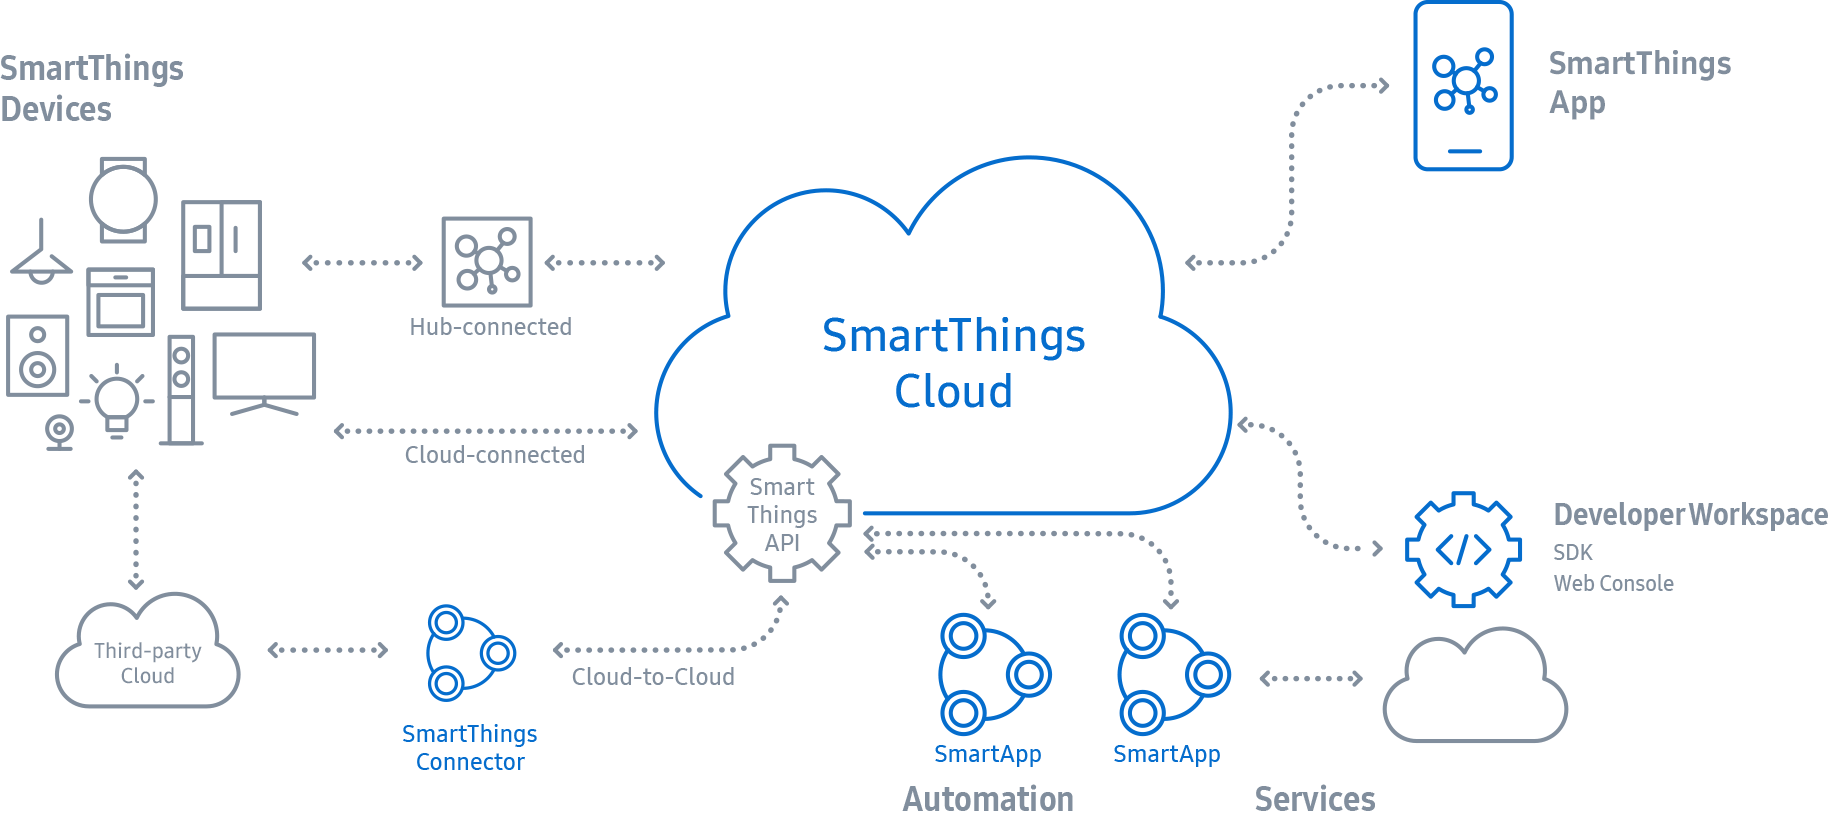 SmartThings
Devices
SmartThings
App
Hub-connected
SmartThings
Cloud
Cloud-connected
Smart
Things
API
Developer Workspace
SDK
Web Console
Third-party
Cloud
Cloud-to-Cloud
SmartThings
Connector
SmartApp
SmartApp
Automation
Services